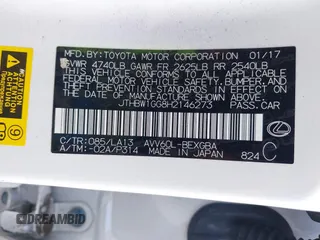 MFD. BY: TOYOTA MOTOR CORPORATION 01/17
GVWR 4740LB GAWR FR 2625LB RR 2540LB
THIS VEHICLE CONFORMS TO ALL APPLICABLE
FEDERAL MOTOR VEHICLE SAFETY, BUMPER, AND
THEFT PREVENTION STANDARDS IN EFFECT ON
THE DATE OF MANUFACTURE SHOWN ABOVE.
JTHBW1GG8H2146273 PASS.CAR
C/TR: 085/LA13 AVV60L-BEXGBA
A/TM: -02A/P314 MADE IN JAPAN 824 C
DREAMBID